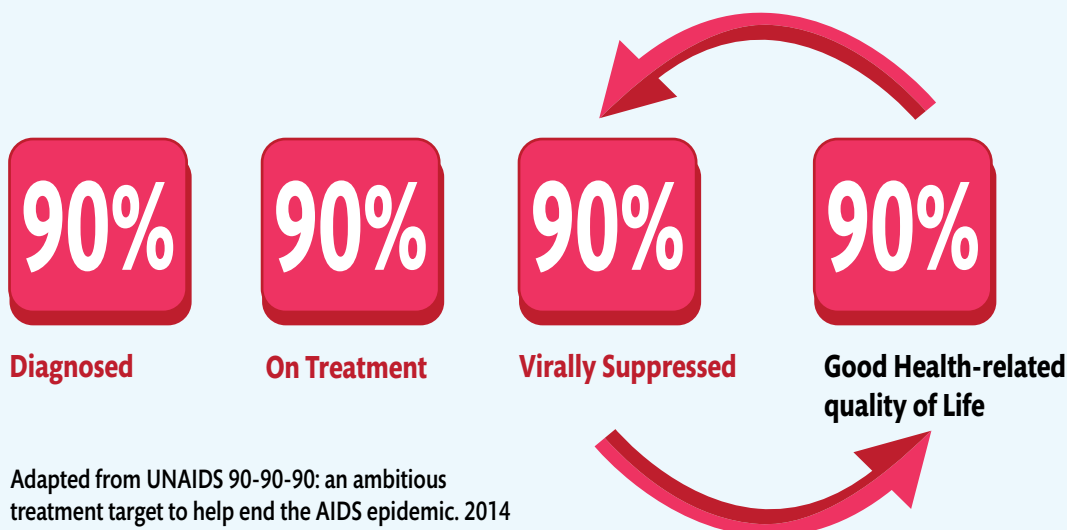 90%
90%
90%
90%
Diagnosed
On Treatment
Virally Suppressed
Good Health-related
quality of Life
Adapted from UNAIDS 90-90-90: an ambitious
treatment target to help end the AIDS epidemic. 2014